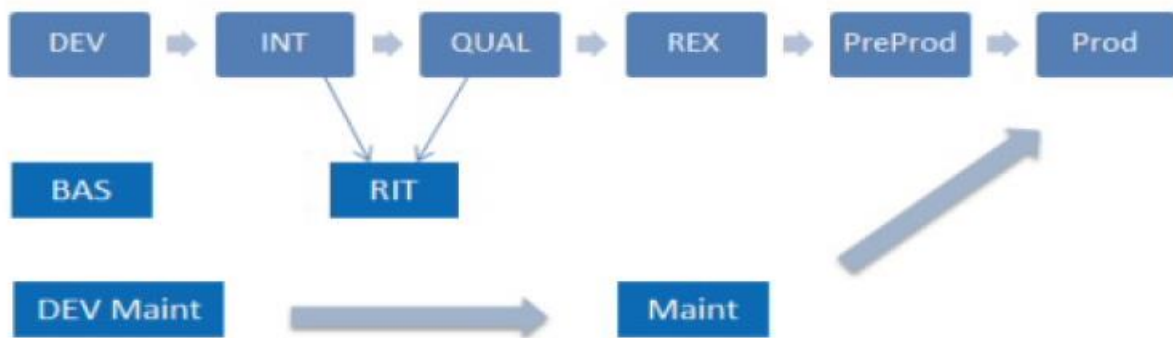 DEV INT QUAL REX PreProd Prod
BAS RIT
DEV Maint Maint